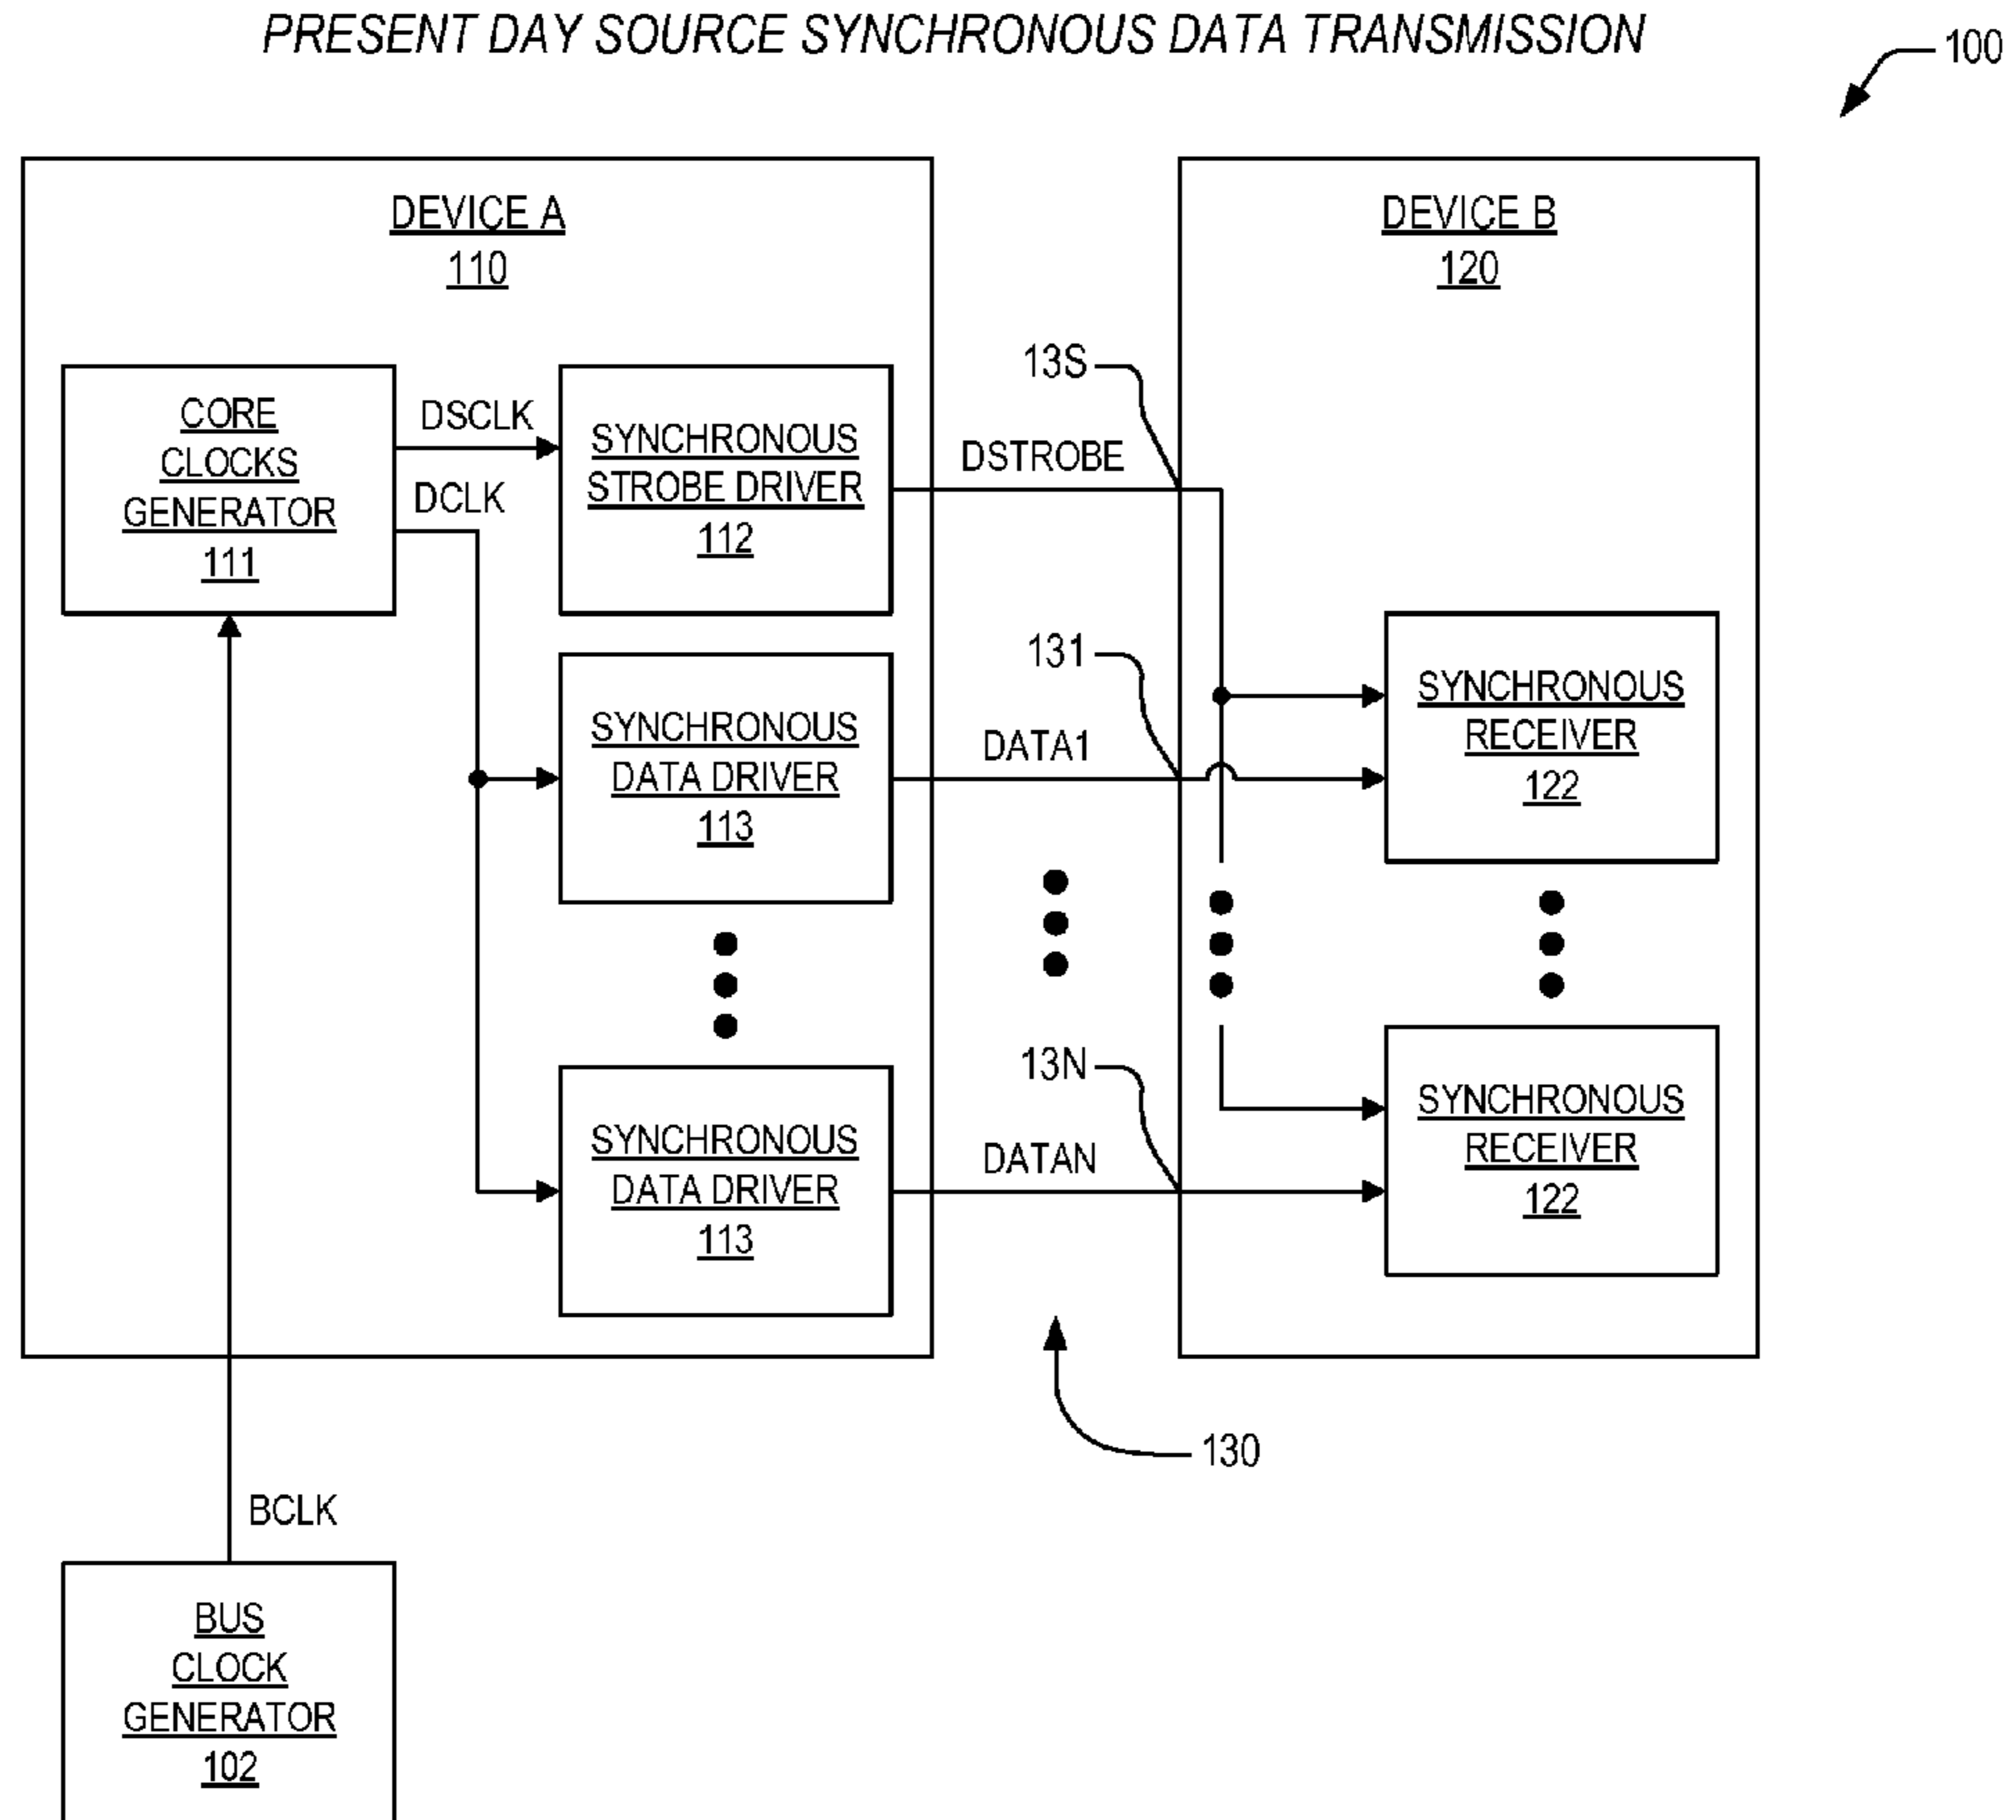 PRESENT DAY SOURCE SYNCHRONOUS DATA TRANSMISSION
100
DEVICE A
110
DEVICE B
120
CORE
CLOCKS
GENERATOR
111
DSCLK
DCLK
SYNCHRONOUS
STROBE DRIVER
112
13S
DSTROBE
SYNCHRONOUS
DATA DRIVER
113
131
DATA1
SYNCHRONOUS
RECEIVER
122
SYNCHRONOUS
DATA DRIVER
113
13N
DATAN
SYNCHRONOUS
RECEIVER
122
130
BCLK
BUS
CLOCK
GENERATOR
102